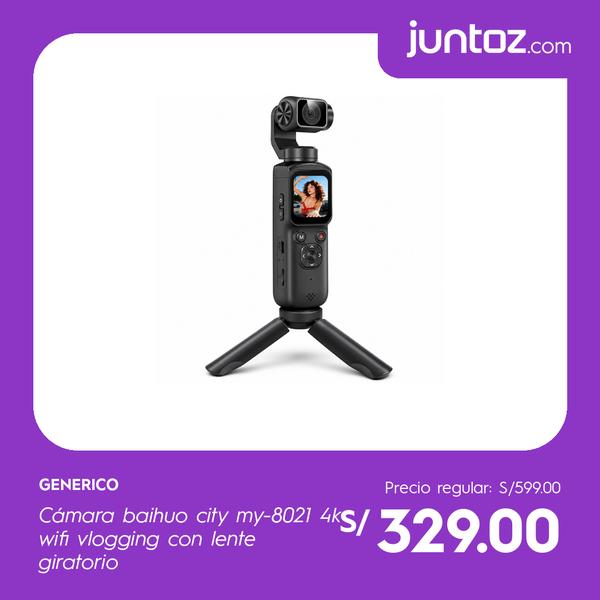 juntoz.com
GENERICO
Cámara baihuo city my-8021 4k
wifi vlogging con lente
giratorio
Precio regular: S/599.00
S/ 329.00